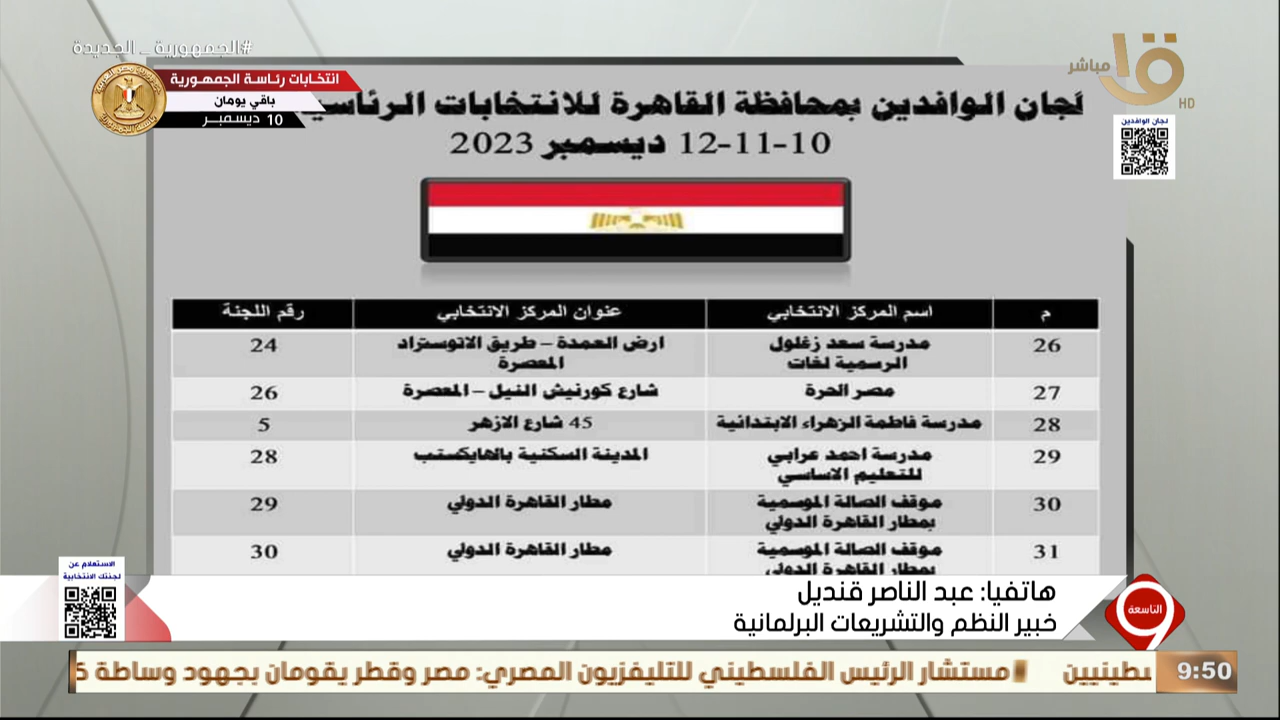 #الجمهورية_الجديدة
انتخابات رئاسة الجمهورية
باقي يومان
10 ديسمبر
مباشر
HD
لجان الوافدين
لجان الوافدين بمحافظة القاهرة للانتخابات
10-11-12 ديسمبر 2023
م اسم المركز الانتخابي عنوان المركز الانتخابي رقم اللجنة
26 مدرسة سعد زغلول الرسمية لغات ارض العمدة – طريق الاتوستراد المعصرة 24
27 مصر الحرة شارع كورنيش النيل – المعصرة 26
28 مدرسة فاطمة الزهراء الابتدائية 45 شارع الازهر 5
29 مدرسة احمد عرابي للتعليم الاساسي المدينة السكنية بالهايكستب 28
30 موقف الصالة الموسمية بمطار القاهرة الدولي مطار القاهرة الدولي 29
31 موقف الصالة الموسمية بمطار القاهرة الدولي مطار القاهرة الدولي 30
الاستعلام عن
لجنتك الانتخابية
هاتفيا: عبد الناصر قنديل
خبير النظم والتشريعات البرلمانية
التاسعة
9:50
مستشار الرئيس الفلسطيني للتليفزيون المصري: مصر وقطر يقومان بجهود وساطة